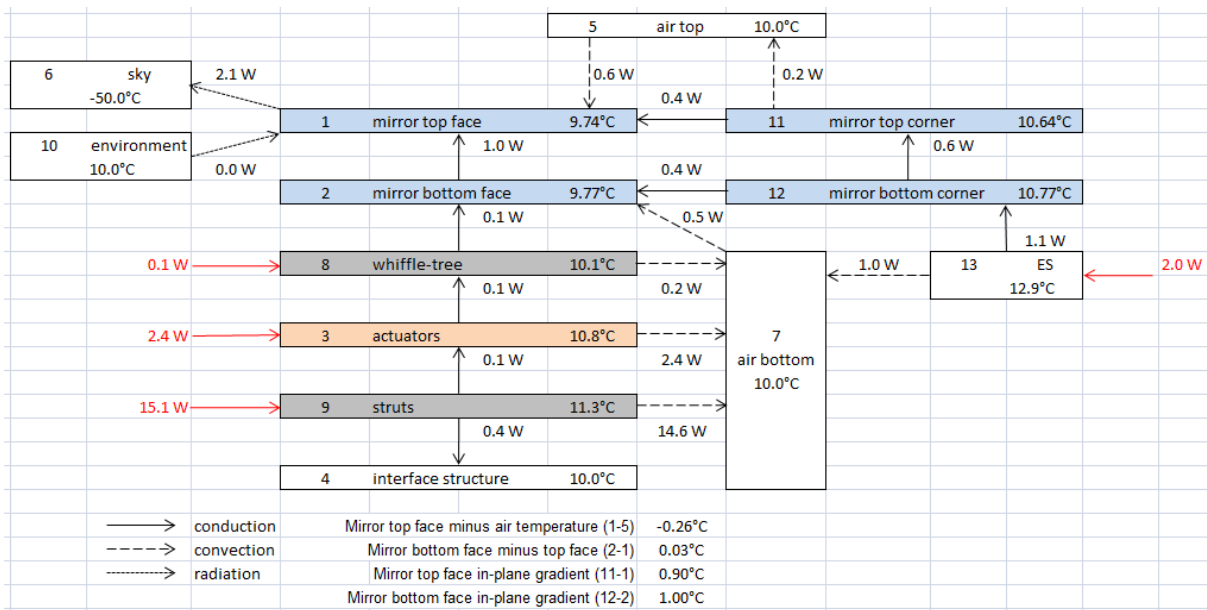 5 air top 10.0°C
6 sky 2.1 W
-50.0°C
0.6 W 0.2 W
0.4 W
1 mirror top face 9.74°C
11 mirror top corner 10.64°C
10 environment
10.0°C 0.0 W
1.0 W
0.6 W
0.4 W
2 mirror bottom face 9.77°C
12 mirror bottom corner 10.77°C
0.1 W
0.5 W
1.1 W
0.1 W
8 whiffle-tree 10.1°C
1.0 W
13 ES
12.9°C
2.0 W
0.1 W
0.2 W
2.4 W
3 actuators 10.8°C
7
air bottom
10.0°C
0.1 W
2.4 W
15.1 W
9 struts 11.3°C
0.4 W
14.6 W
4 interface structure 10.0°C
conduction
convection
radiation
Mirror top face minus air temperature (1-5) -0.26°C
Mirror bottom face minus top face (2-1) 0.03°C
Mirror top face in-plane gradient (11-1) 0.90°C
Mirror bottom face in-plane gradient (12-2) 1.00°C